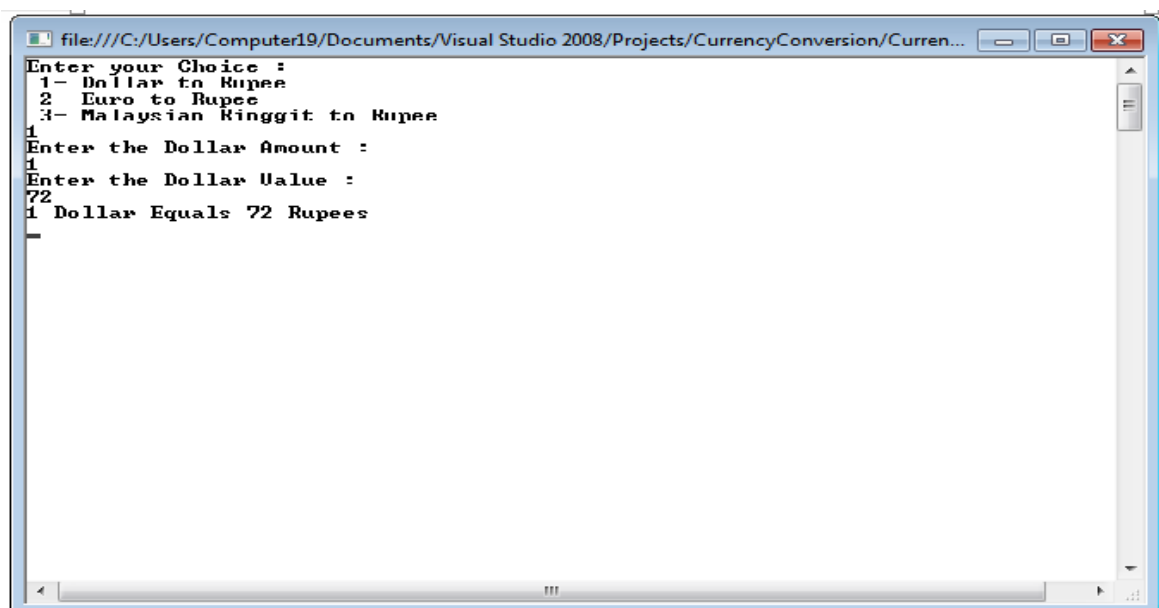 file:///C:/Users/Computer19/Documents/Visual Studio 2008/Projects/CurrencyConversion/Curren...
Enter your Choice :
1- Dollar to Rupee
2 Euro to Rupee
3- Malaysian Ringgit to Rupee
1
Enter the Dollar Amount :
1
Enter the Dollar Value :
72
1 Dollar Equals 72 Rupees